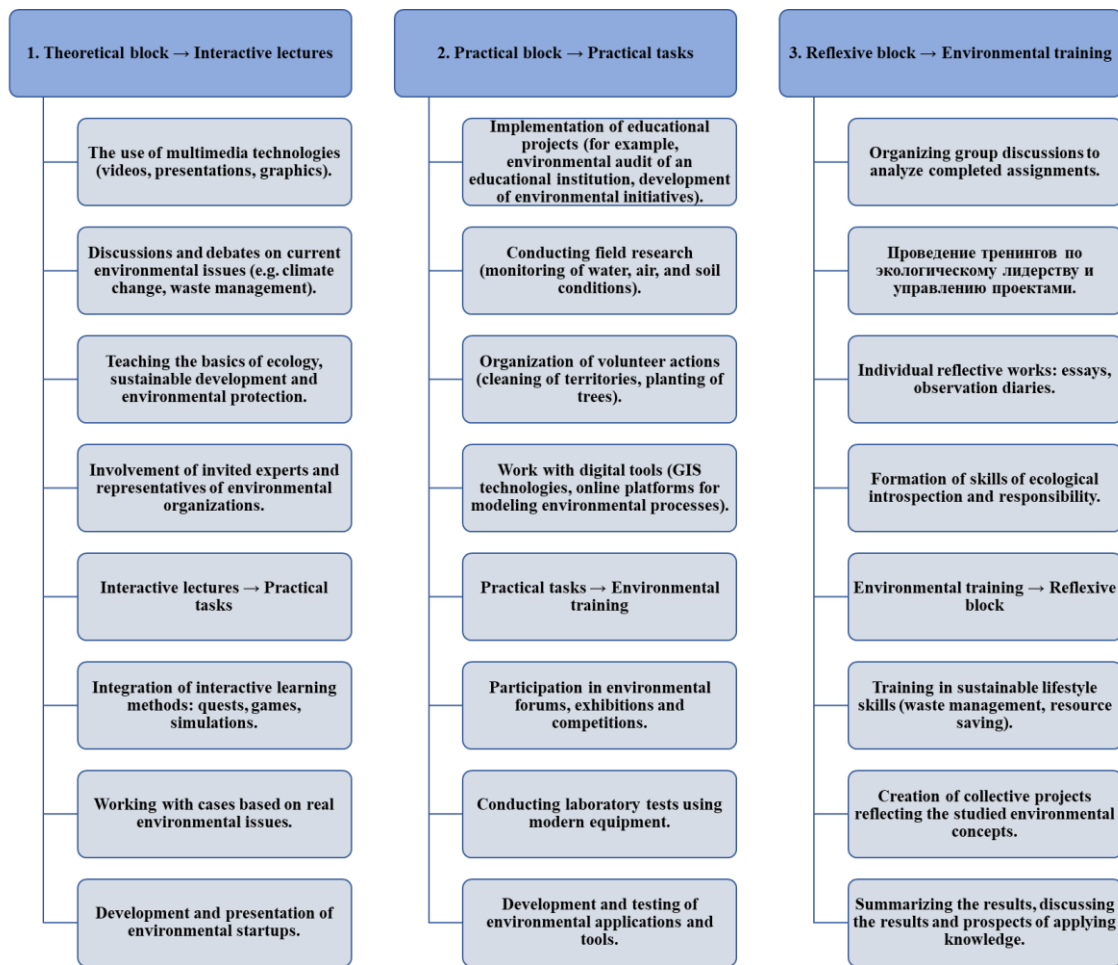 1. Theoretical block → Interactive lectures
The use of multimedia technologies
(videos, presentations, graphics).
Discussions and debates on current
environmental issues (e.g. climate
change, waste management).
Teaching the basics of ecology,
sustainable development and
environmental protection.
Involvement of invited experts and
representatives of environmental
organizations.
Interactive lectures → Practical
tasks
Integration of interactive learning
methods: quests, games,
simulations.
Working with cases based on real
environmental issues.
Development and presentation of
environmental startups.
2. Practical block → Practical tasks
Implementation of educational
projects (for example,
environmental audit of an
educational institution, development
of environmental initiatives).
Conducting field research
(monitoring of water, air, and soil
conditions).
Organization of volunteer actions
(cleaning of territories, planting of
trees).
Work with digital tools (GIS
technologies, online platforms for
modeling environmental processes).
Practical tasks → Environmental
training
Participation in environmental
forums, exhibitions and
competitions.
Conducting laboratory tests using
modern equipment.
Development and testing of
environmental applications and
tools.
3. Reflexive block → Environmental training
Organizing group discussions to
analyze completed assignments.
Проведение тренингов по
экологическому лидерству и
управлению проектами.
Individual reflective works: essays,
observation diaries.
Formation of skills of ecological
introspection and responsibility.
Environmental training → Reflexive
block
Training in sustainable lifestyle
skills (waste management, resource
saving).
Creation of collective projects
reflecting the studied environmental
concepts.
Summarizing the results, discussing
the results and prospects of applying
knowledge.